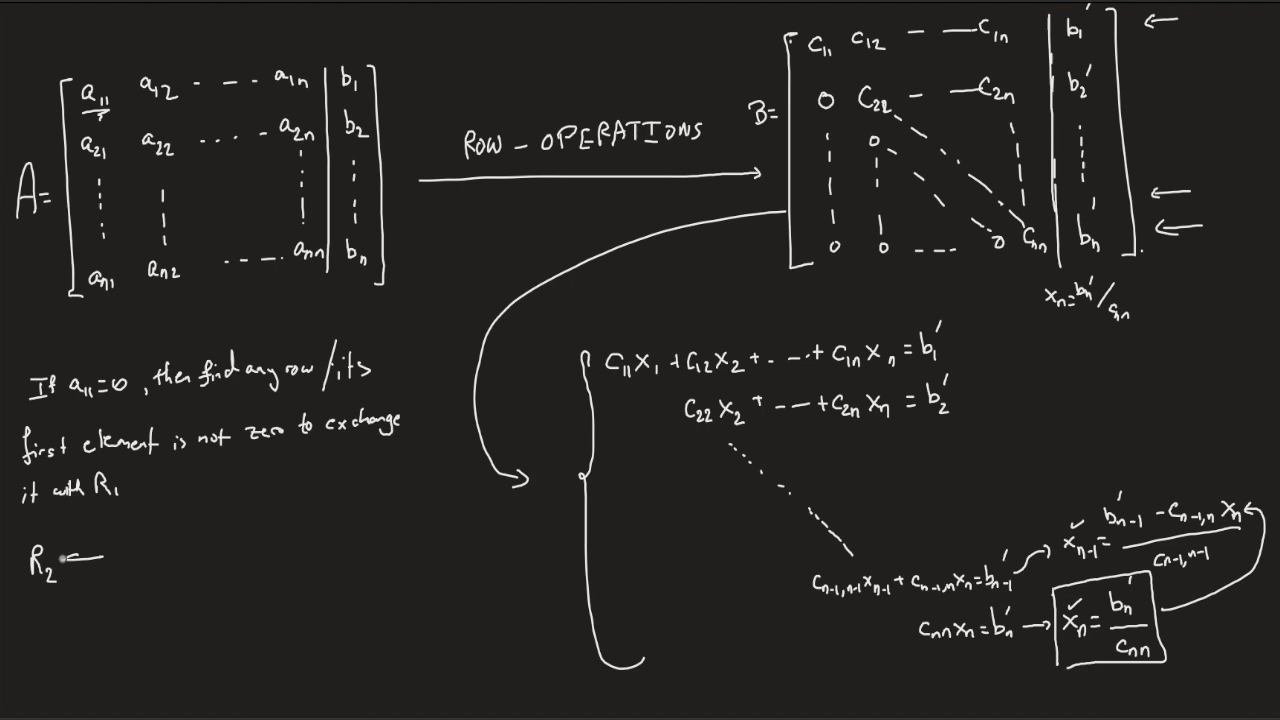 A= [ a11 a12 - - - - a1n | b1 ]
a21 a22 - - - - a2n | b2
an1 an2 - - - - ann | bn
ROW - OPERATIONS
B= [ c11 c12 - — c1n | b1' ] ←
0 c22 - — c2n | b2'
0
0 0 - - - 0 cnn | bn' ←
xn = bn'/cnn
If a11=0, then find any row / its
first element is not zero to exchange
it with R1
R2 ←
c11x1 + c12x2 + - - + c1nxn = b1'
c22x2 + - - + c2nxn = b2'
cn-1,n-1xn-1 + cn-1,nxn = bn-1' → xn-1 = (bn-1' - cn-1,n xn) / cn-1,n-1
cnnxn = bn' → xn = bn' / cnn